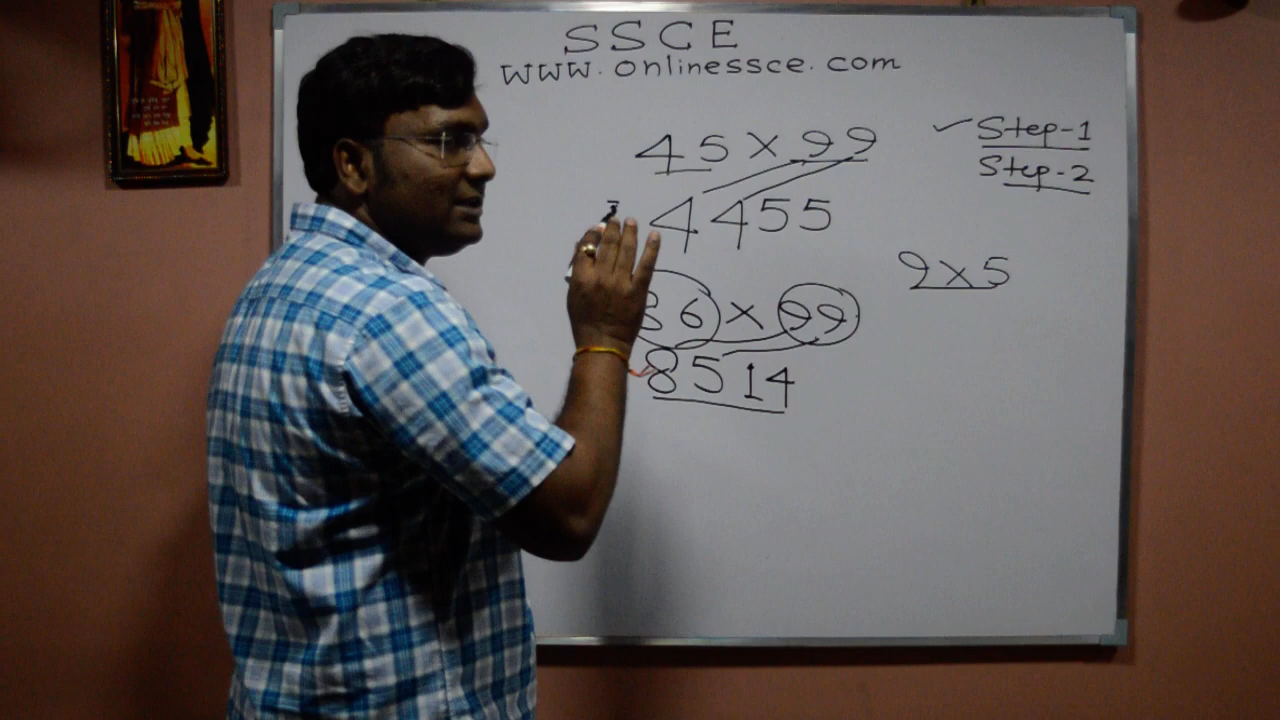 SSCE
www.onlinessce.com
45 × 99
✓ Step-1
Step-2
4455
9×5
86 × 99
8514